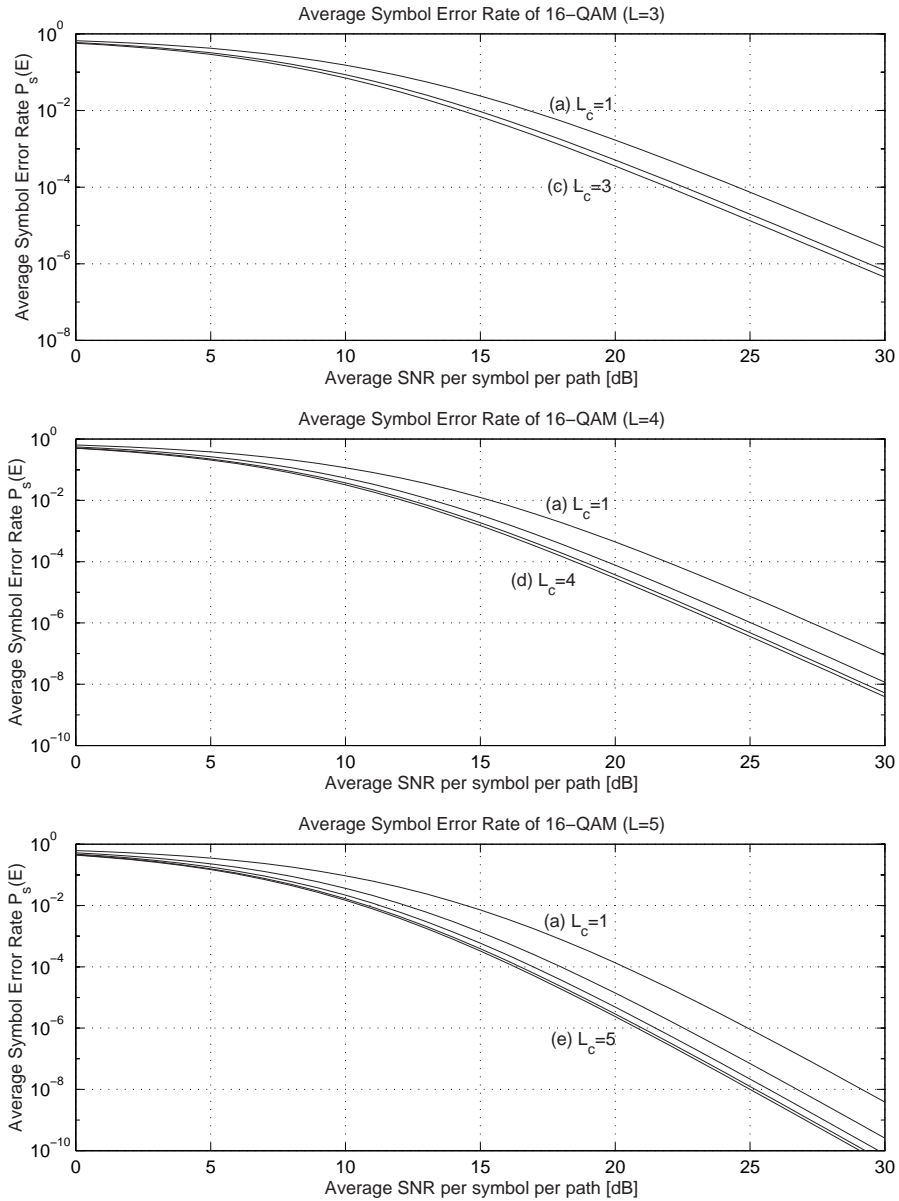 Average Symbol Error Rate of 16−QAM (L=3)
Average Symbol Error Rate P_s(E)
10^0
10^−2
10^−4
10^−6
10^−8
(a) L_c=1
(c) L_c=3
0 5 10 15 20 25 30
Average SNR per symbol per path [dB]
Average Symbol Error Rate of 16−QAM (L=4)
Average Symbol Error Rate P_s(E)
10^0
10^−2
10^−4
10^−6
10^−8
10^−10
(a) L_c=1
(d) L_c=4
0 5 10 15 20 25 30
Average SNR per symbol per path [dB]
Average Symbol Error Rate of 16−QAM (L=5)
Average Symbol Error Rate P_s(E)
10^0
10^−2
10^−4
10^−6
10^−8
10^−10
(a) L_c=1
(e) L_c=5
0 5 10 15 20 25 30
Average SNR per symbol per path [dB]